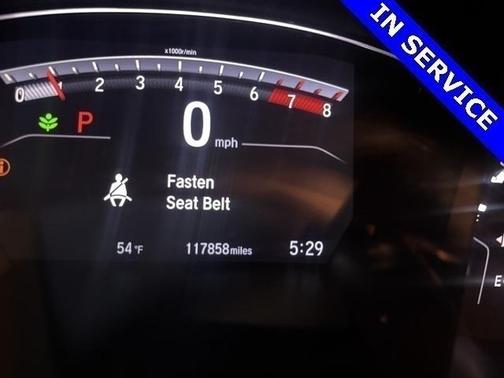 IN SERVICE
x1000r/min
0 1 2 3 4 5 6 7 8
P 0 mph
Fasten
Seat Belt
54 °F 117858 miles 5:29
E